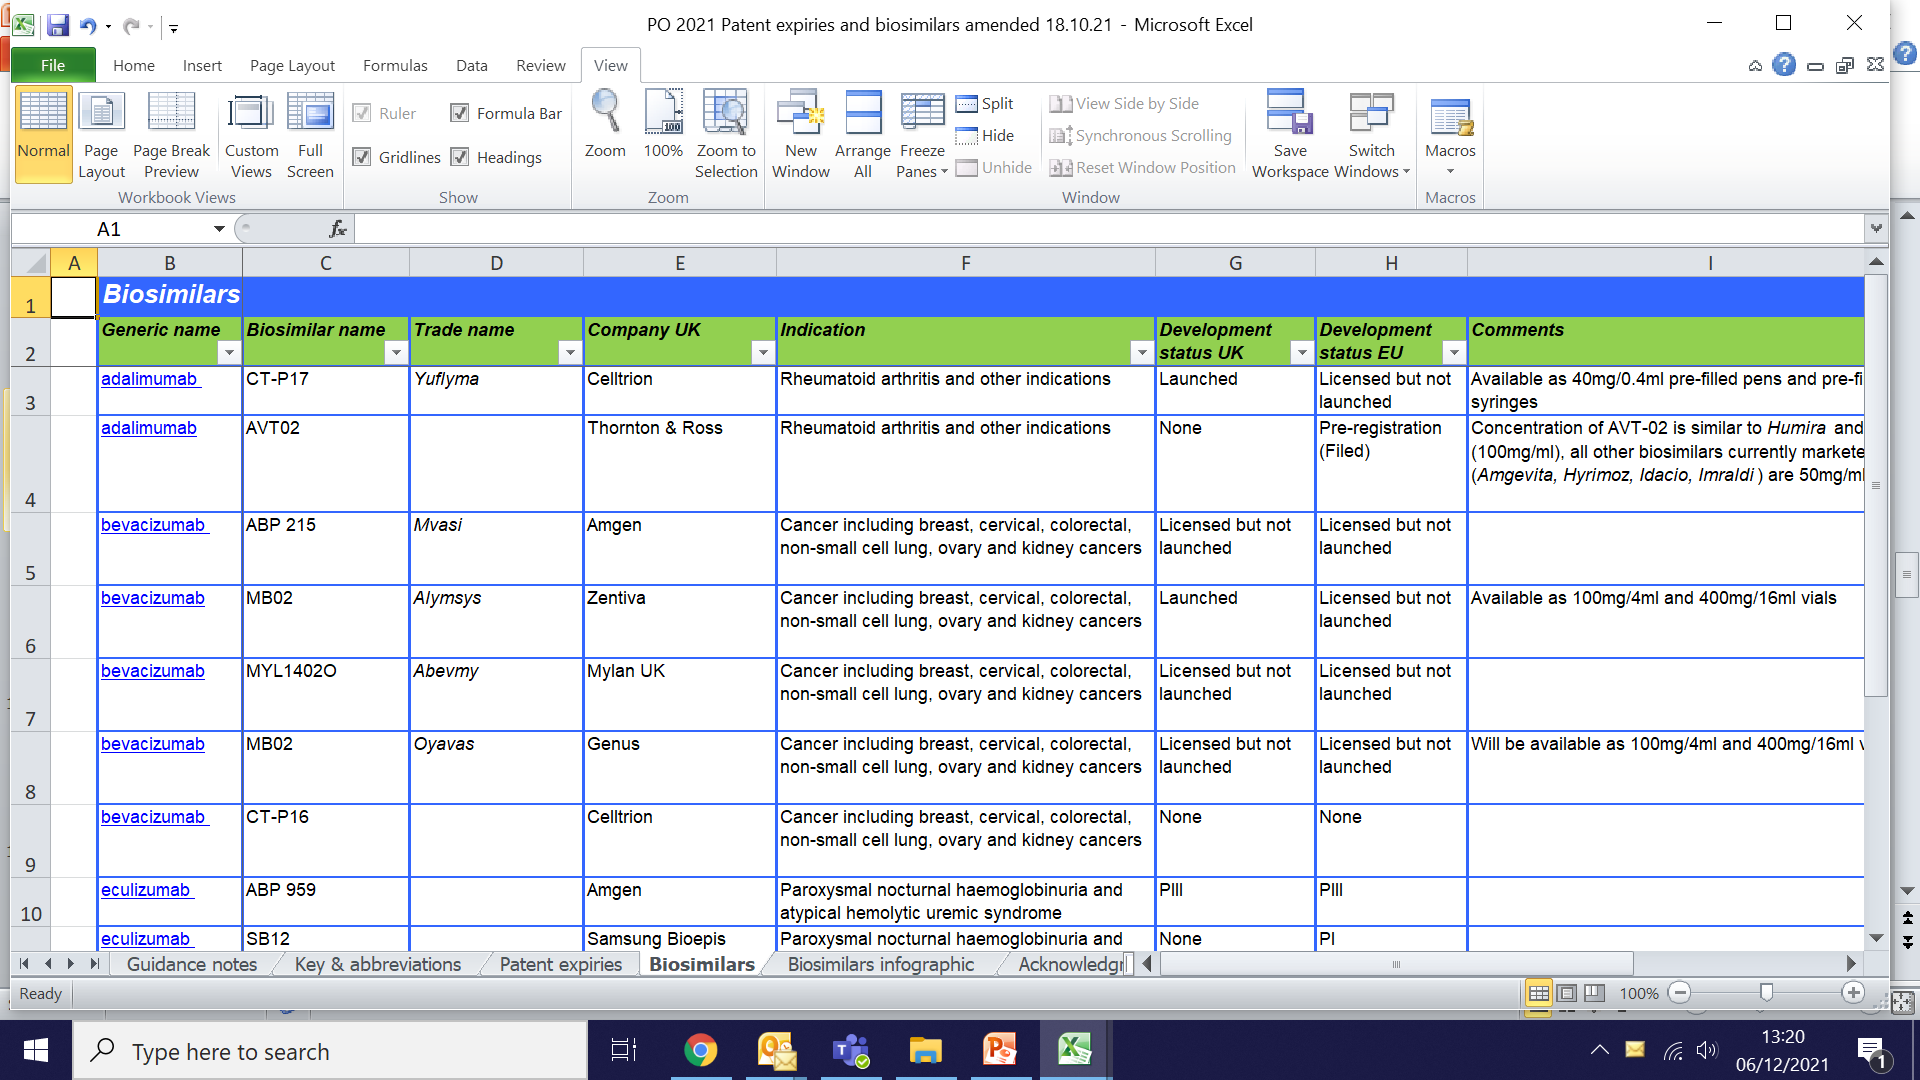 PO 2021 Patent expiries and biosimilars amended 18.10.21 - Microsoft Excel
File Home Insert Page Layout Formulas Data Review View
Normal Page Layout Page Break Preview Custom Views Full Screen
Workbook Views
Ruler Formula Bar
Gridlines Headings
Show
Zoom 100% Zoom to Selection
Zoom
New Window Arrange All Freeze Panes
Split
Hide
Unhide
View Side by Side
Synchronous Scrolling
Reset Window Position
Window
Save Workspace Switch Windows
Macros
Macros
A1 fx
A B C D E F G H I
1 Biosimilars
2 Generic name Biosimilar name Trade name Company UK Indication Development status UK Development status EU Comments
3 adalimumab CT-P17 Yuflyma Celltrion Rheumatoid arthritis and other indications Launched Licensed but not launched Available as 40mg/0.4ml pre-filled pens and pre-fi syringes
4 adalimumab AVT02 Thornton & Ross Rheumatoid arthritis and other indications None Pre-registration (Filed) Concentration of AVT-02 is similar to Humira and (100mg/ml), all other biosimilars currently markete (Amgevita, Hyrimoz, Idacio, Imraldi ) are 50mg/ml
5 bevacizumab ABP 215 Mvasi Amgen Cancer including breast, cervical, colorectal, non-small cell lung, ovary and kidney cancers Licensed but not launched Licensed but not launched
6 bevacizumab MB02 Alymsys Zentiva Cancer including breast, cervical, colorectal, non-small cell lung, ovary and kidney cancers Launched Licensed but not launched Available as 100mg/4ml and 400mg/16ml vials
7 bevacizumab MYL1402O Abevmy Mylan UK Cancer including breast, cervical, colorectal, non-small cell lung, ovary and kidney cancers Licensed but not launched Licensed but not launched
8 bevacizumab MB02 Oyavas Genus Cancer including breast, cervical, colorectal, non-small cell lung, ovary and kidney cancers Licensed but not launched Licensed but not launched Will be available as 100mg/4ml and 400mg/16ml v
9 bevacizumab CT-P16 Celltrion Cancer including breast, cervical, colorectal, non-small cell lung, ovary and kidney cancers None None
10 eculizumab ABP 959 Amgen Paroxysmal nocturnal haemoglobinuria and atypical hemolytic uremic syndrome PIII PIII
eculizumab SB12 Samsung Bioepis Paroxysmal nocturnal haemoglobinuria and None PI
Guidance notes Key & abbreviations Patent expiries Biosimilars Biosimilars infographic Acknowledgr
Ready 100%
Type here to search
13:20
06/12/2021
1